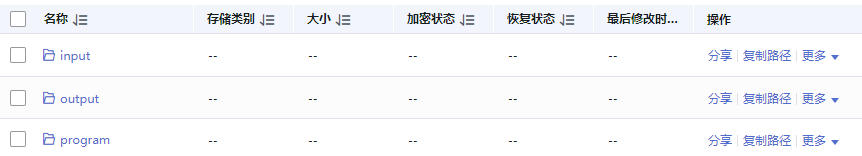 名称 存储类别 大小 加密状态 恢复状态 最后修改时... 操作
input -- -- -- -- -- 分享 | 复制路径 | 更多
output -- -- -- -- -- 分享 | 复制路径 | 更多
program -- -- -- -- -- 分享 | 复制路径 | 更多